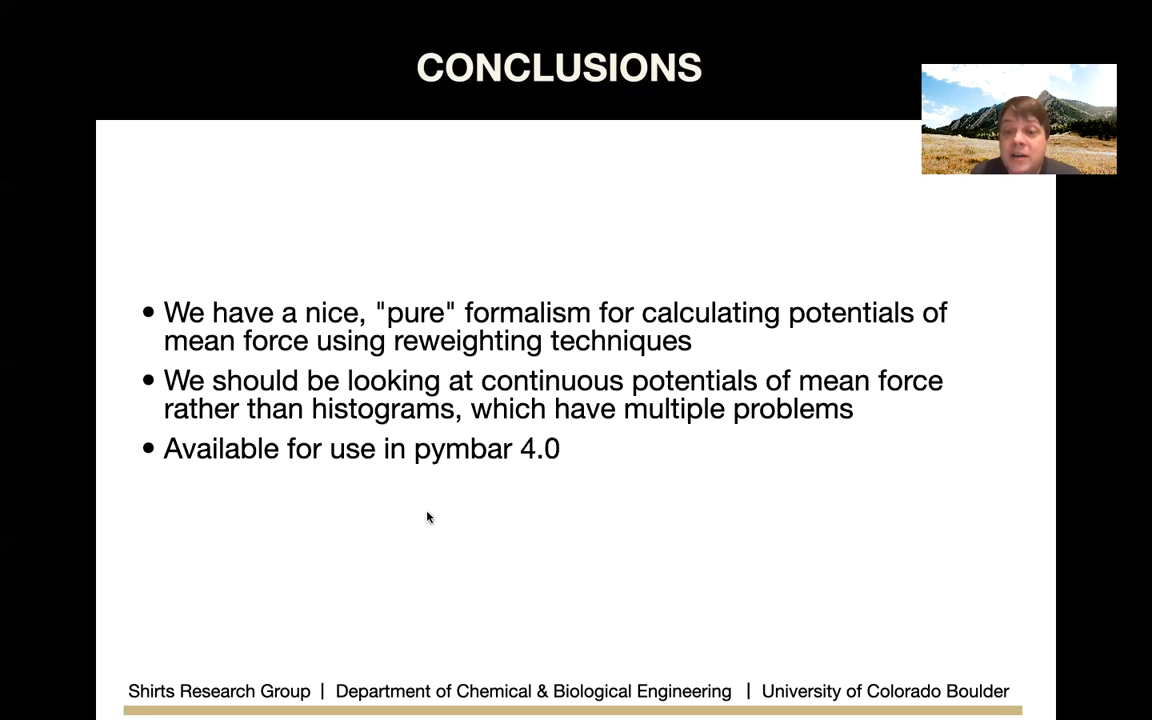 CONCLUSIONS
• We have a nice, "pure" formalism for calculating potentials of
mean force using reweighting techniques
• We should be looking at continuous potentials of mean force
rather than histograms, which have multiple problems
• Available for use in pymbar 4.0
Shirts Research Group | Department of Chemical & Biological Engineering | University of Colorado Boulder